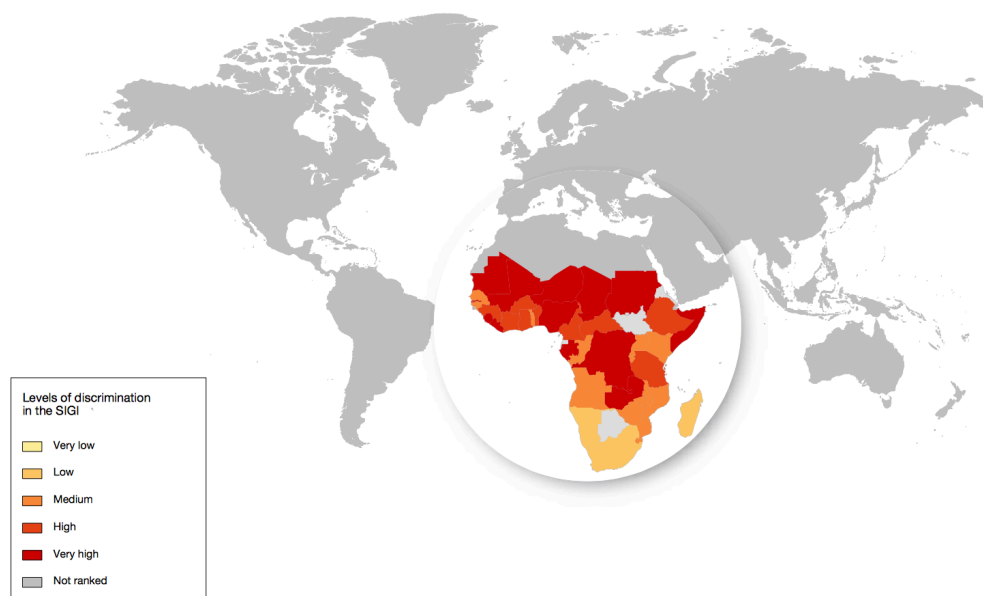 Levels of discrimination
in the SIGI
Very low
Low
Medium
High
Very high
Not ranked